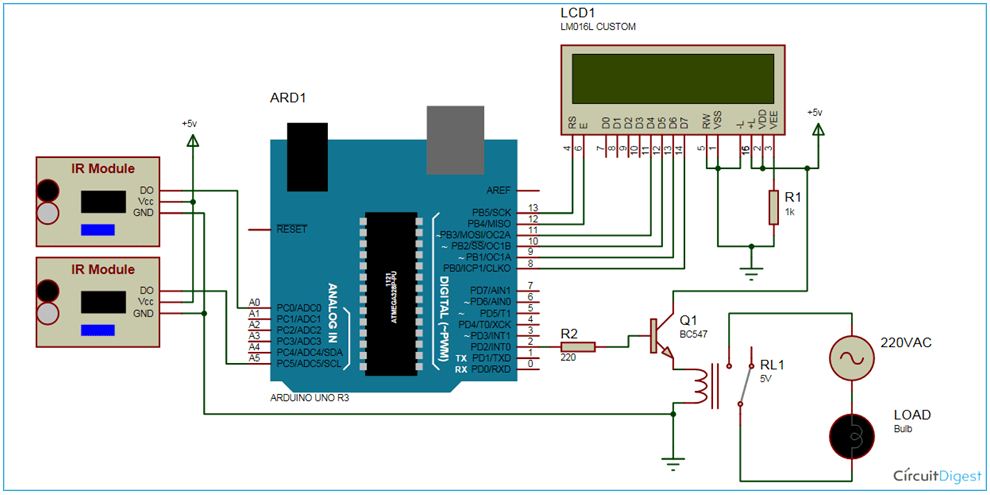 LCD1
LM016L CUSTOM
RS
E
D0
D1
D2
D3
D4
D5
D6
D7
RW
VSS
-L
+L
VDD
VEE
4
6
7
8
9
10
11
12
13
14
5
1
16
2
3
+5v
R1
1k
ARD1
+5v
IR Module
DO
Vcc
GND
IR Module
DO
Vcc
GND
RESET
AREF
PB5/SCK 13
PB4/MISO 12
~PB3/MOSI/OC2A 11
~PB2/SS/OC1B 10
~PB1/OC1A 9
PB0/ICP1/CLKO 8
PD7/AIN1 7
~PD6/AIN0 6
~PD5/T1 5
PD4/T0/XCK 4
~PD3/INT1 3
PD2/INT0 2
TX PD1/TXD 1
RX PD0/RXD 0
A0 PC0/ADC0
A1 PC1/ADC1
A2 PC2/ADC2
A3 PC3/ADC3
A4 PC4/ADC4/SDA
A5 PC5/ADC5/SCL
ANALOG IN
1121
ATMEGA328P-PU
DIGITAL (~PWM)
ARDUINO UNO R3
R2
220
Q1
BC547
RL1
5V
220VAC
LOAD
Bulb
CircuitDigest